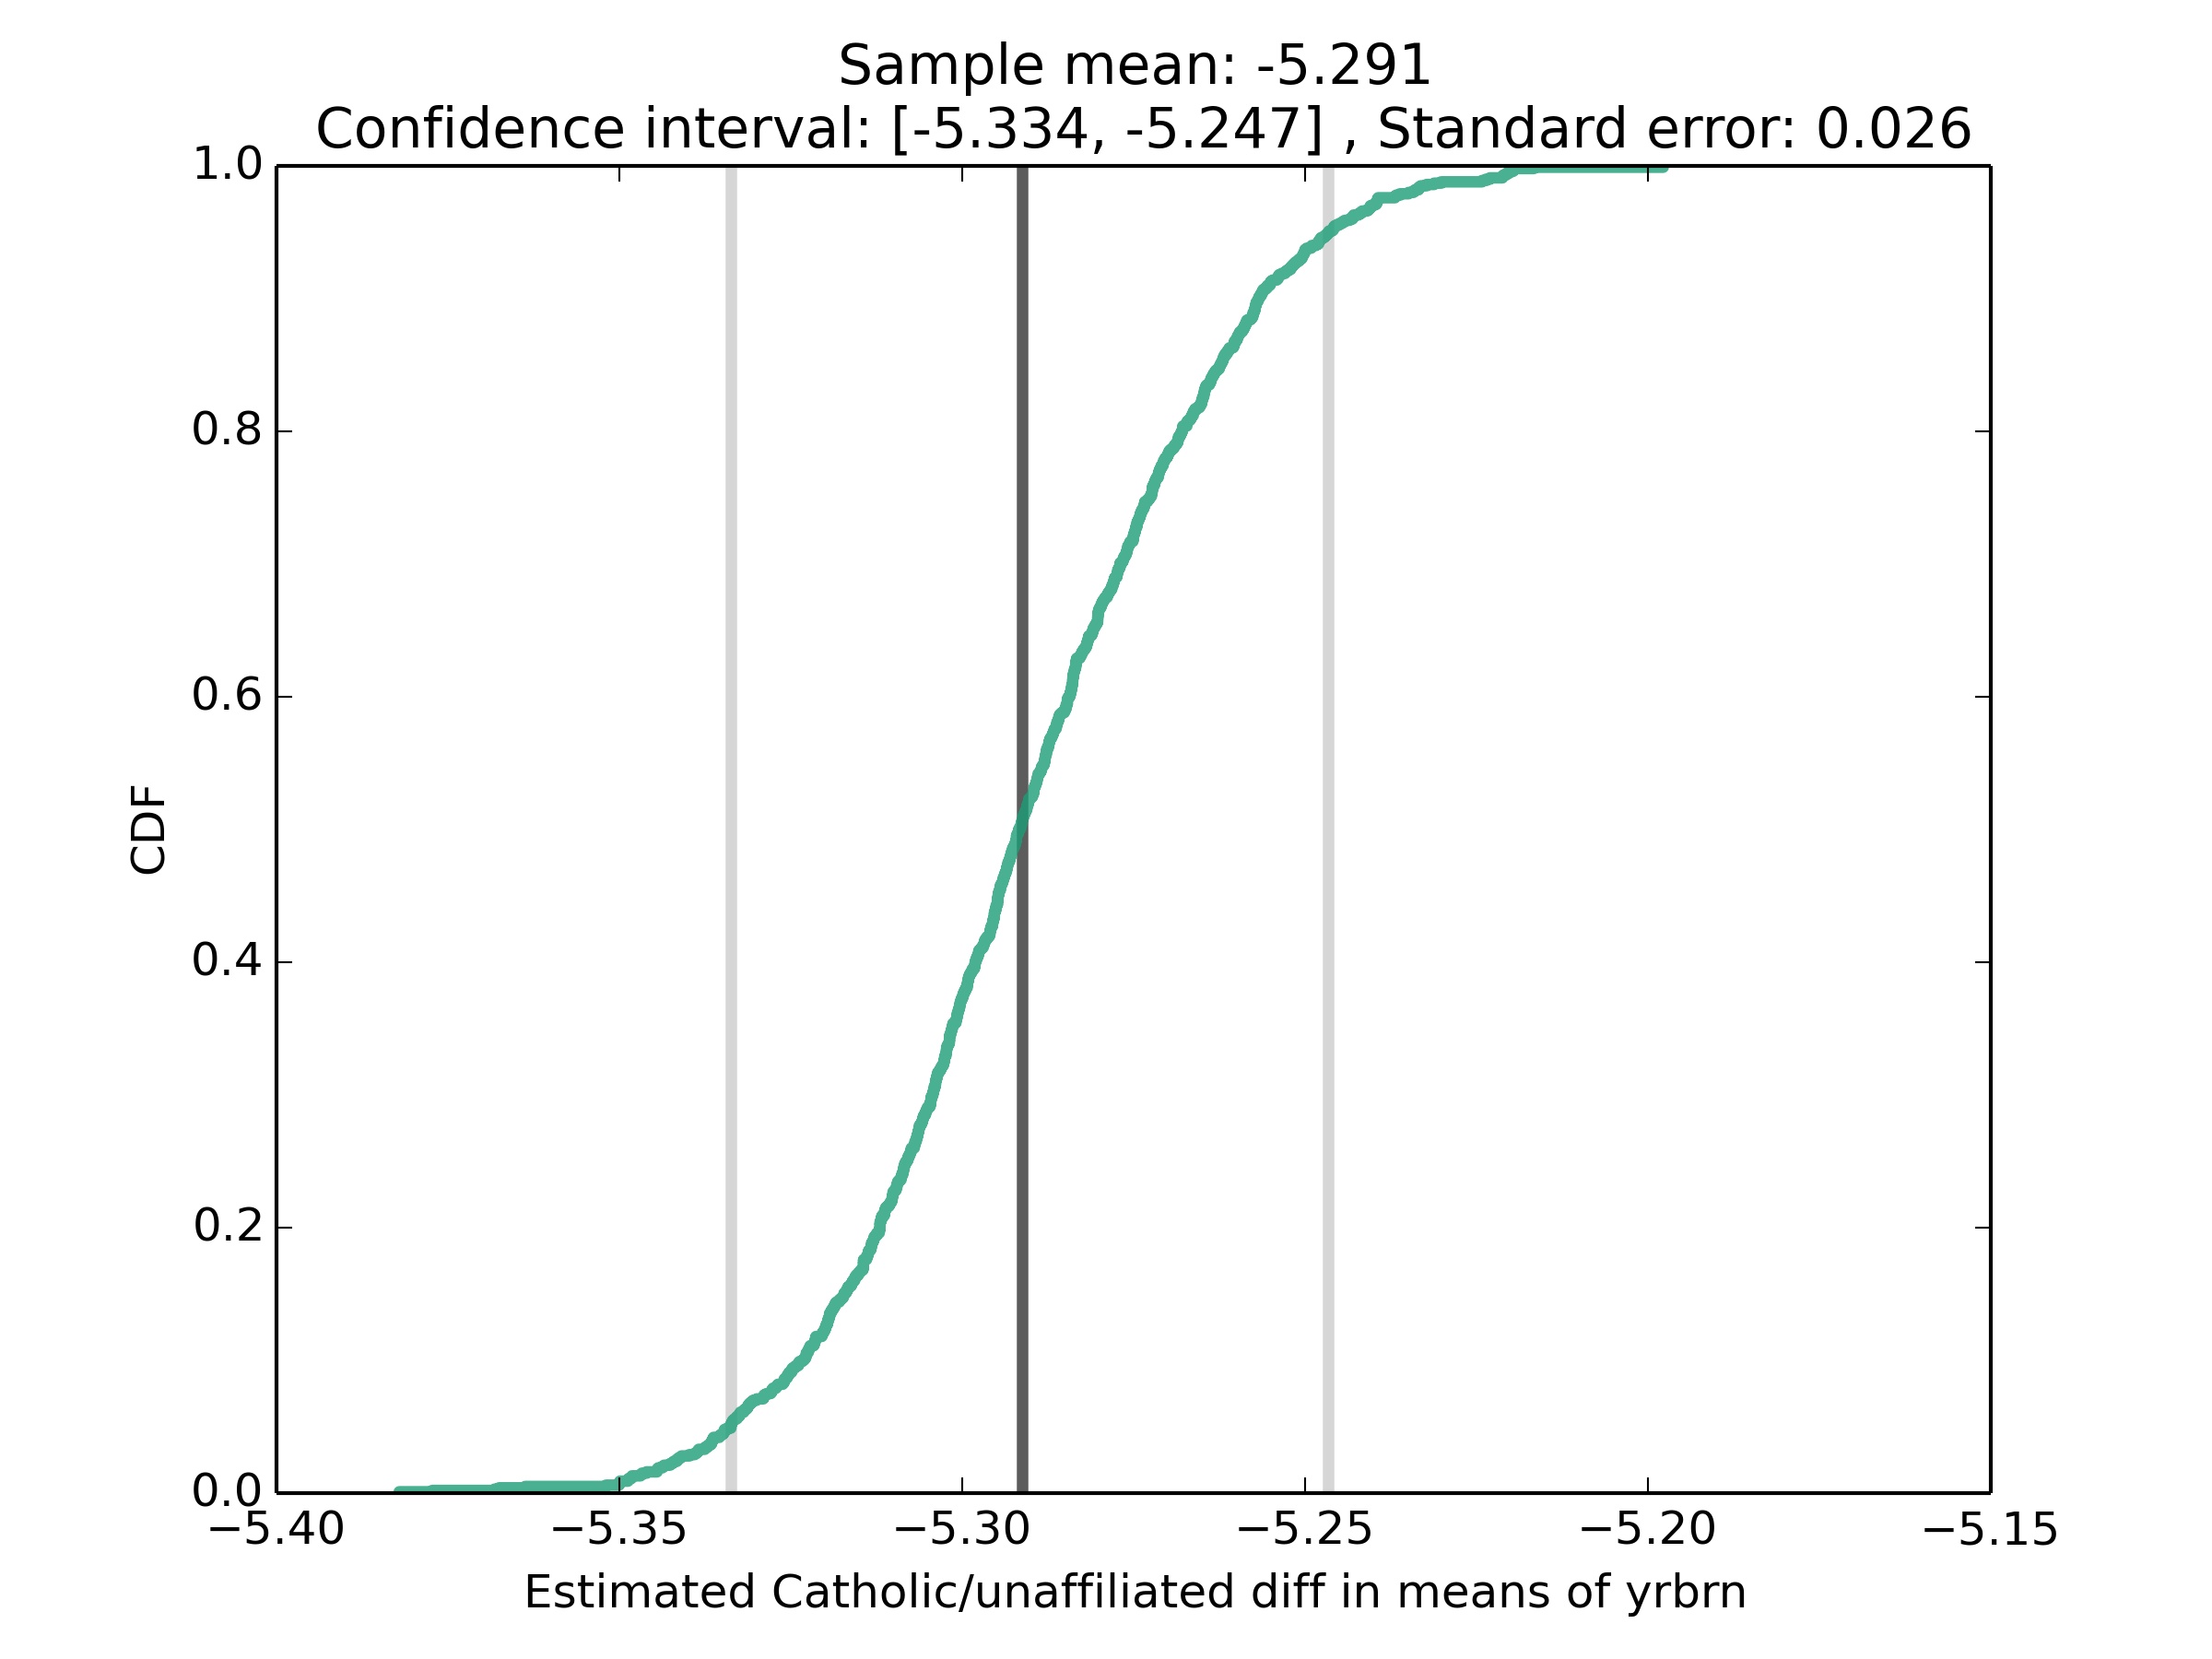 Sample mean: -5.291
Confidence interval: [-5.334, -5.247] , Standard error: 0.026
1.0
0.8
0.6
0.4
0.2
0.0
CDF
−5.40 −5.35 −5.30 −5.25 −5.20 −5.15
Estimated Catholic/unaffiliated diff in means of yrbrn